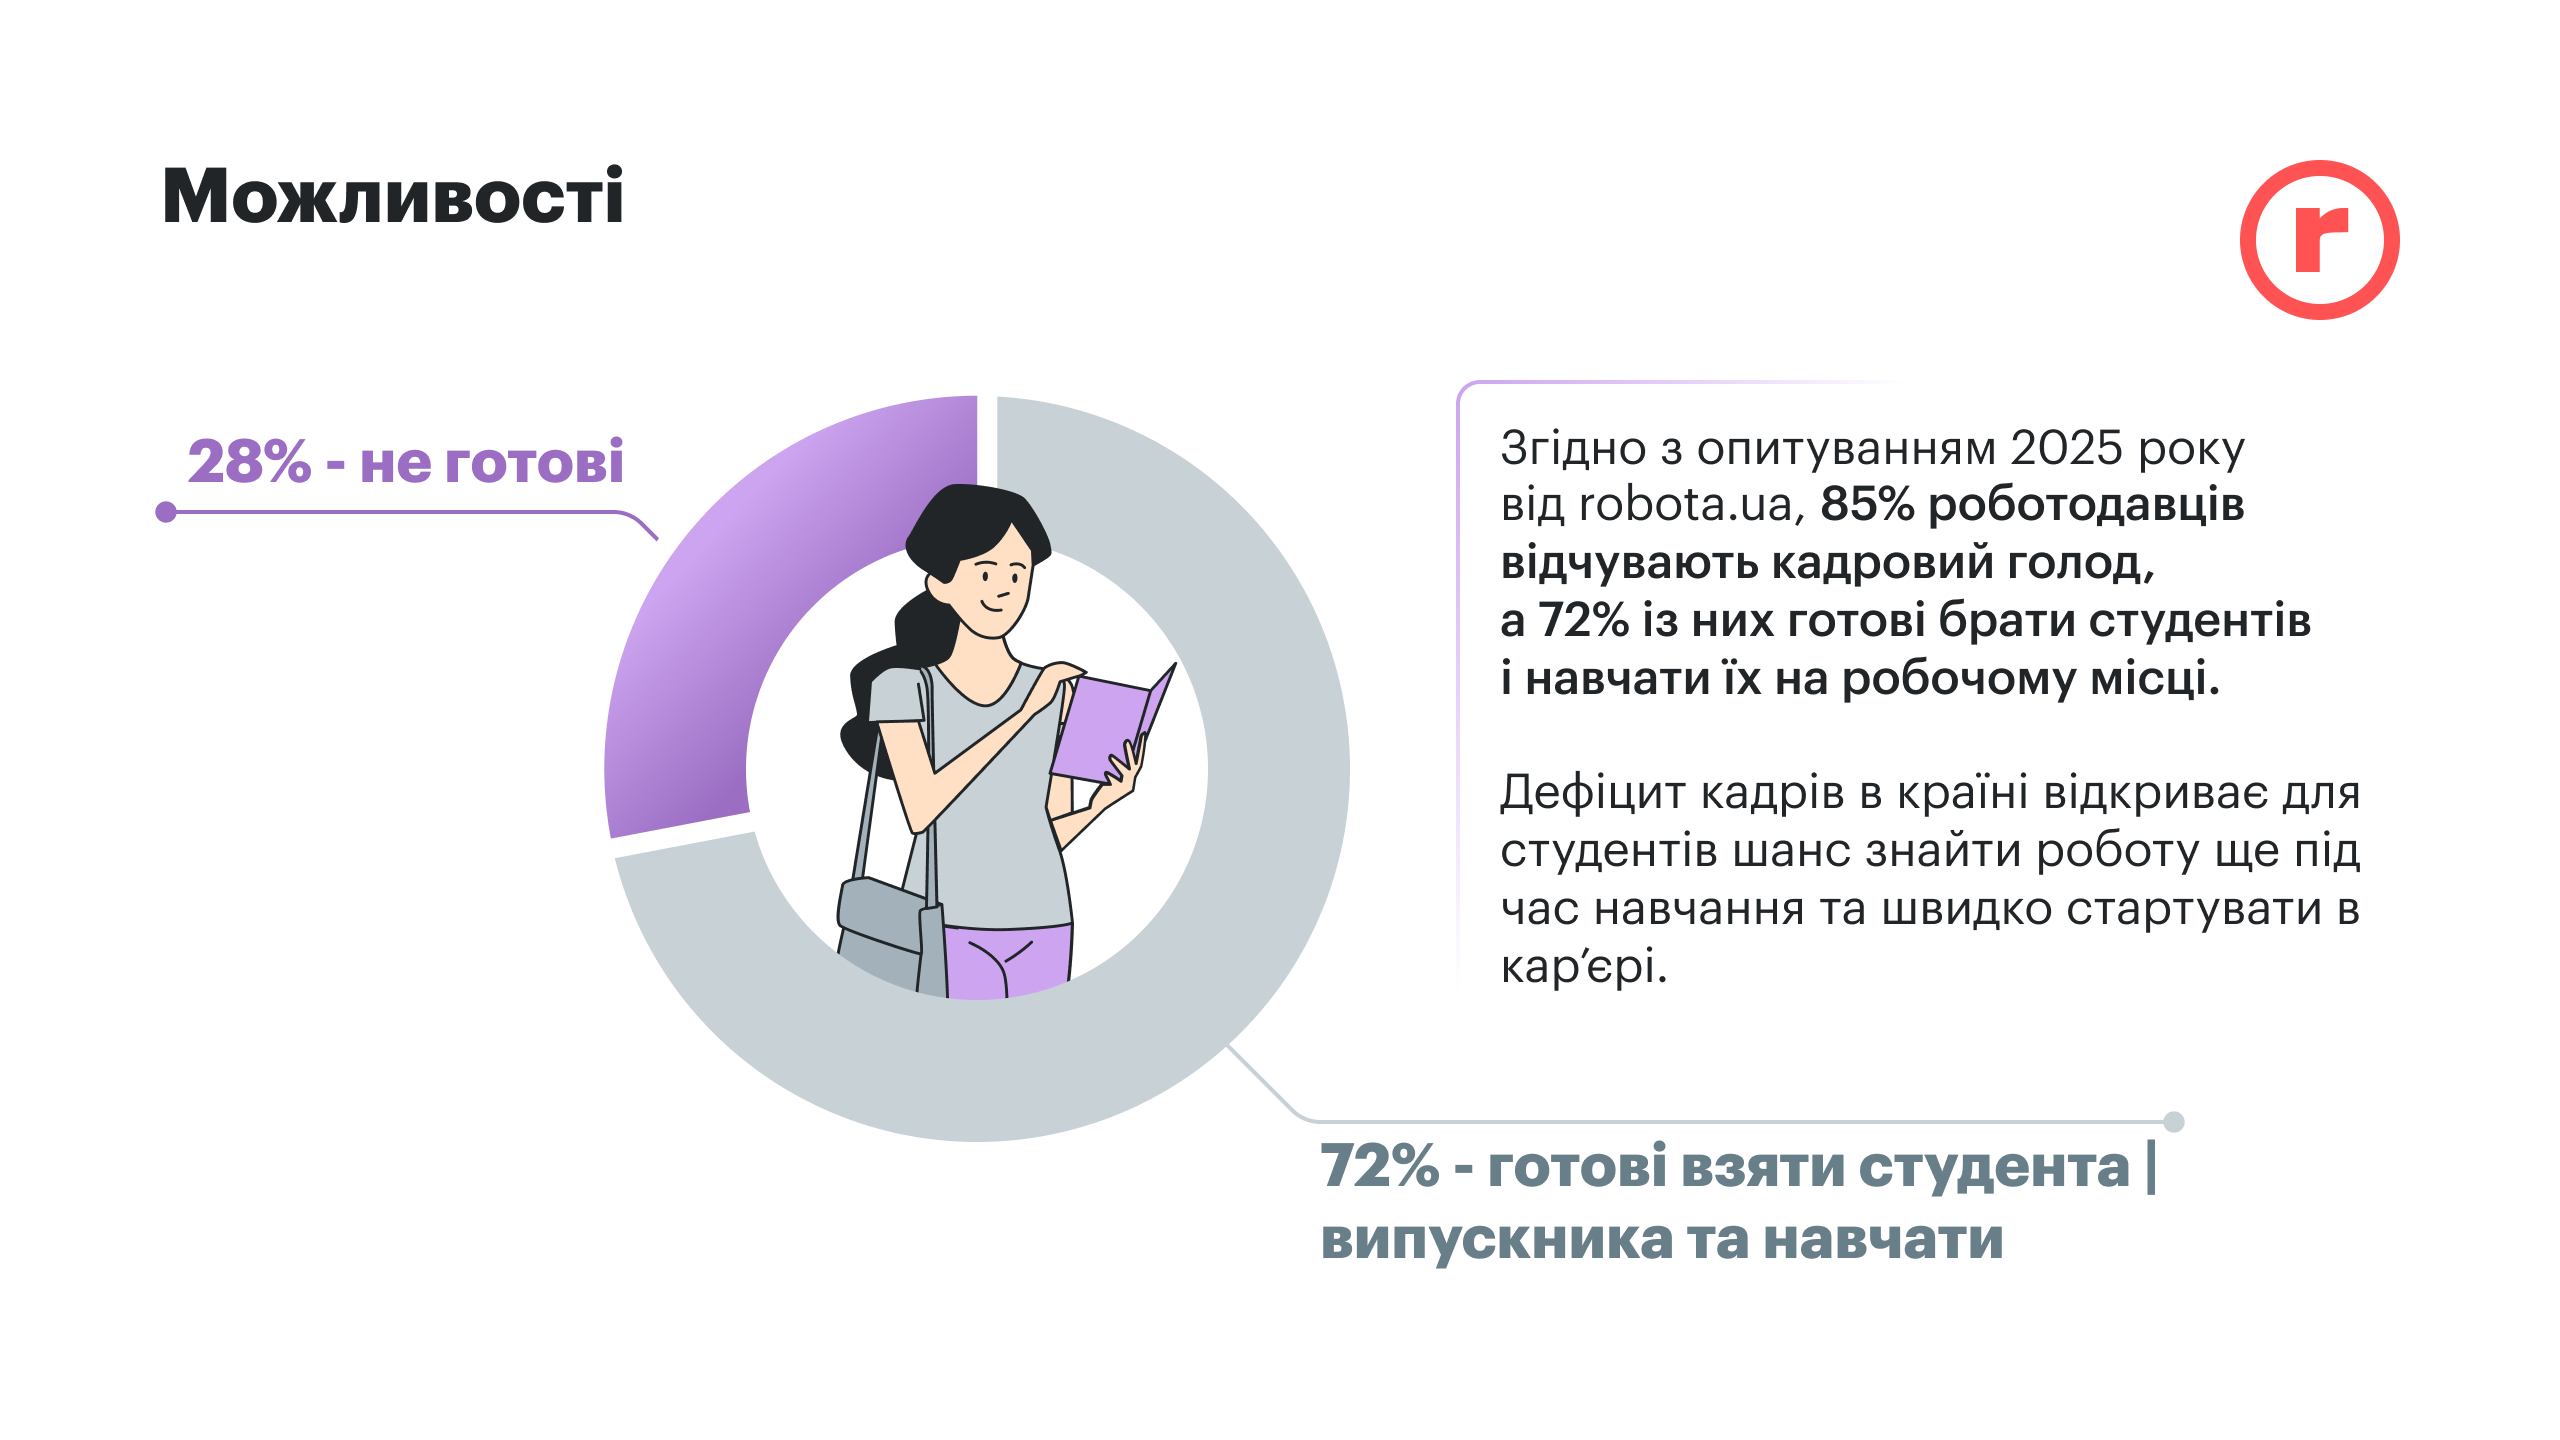 Можливості
r
28% - не готові
Згідно з опитуванням 2025 року
від robota.ua, 85% роботодавців
відчувають кадровий голод,
а 72% із них готові брати студентів
і навчати їх на робочому місці.
Дефіцит кадрів в країні відкриває для
студентів шанс знайти роботу ще під
час навчання та швидко стартувати в
кар’єрі.
72% - готові взяти студента |
випускника та навчати